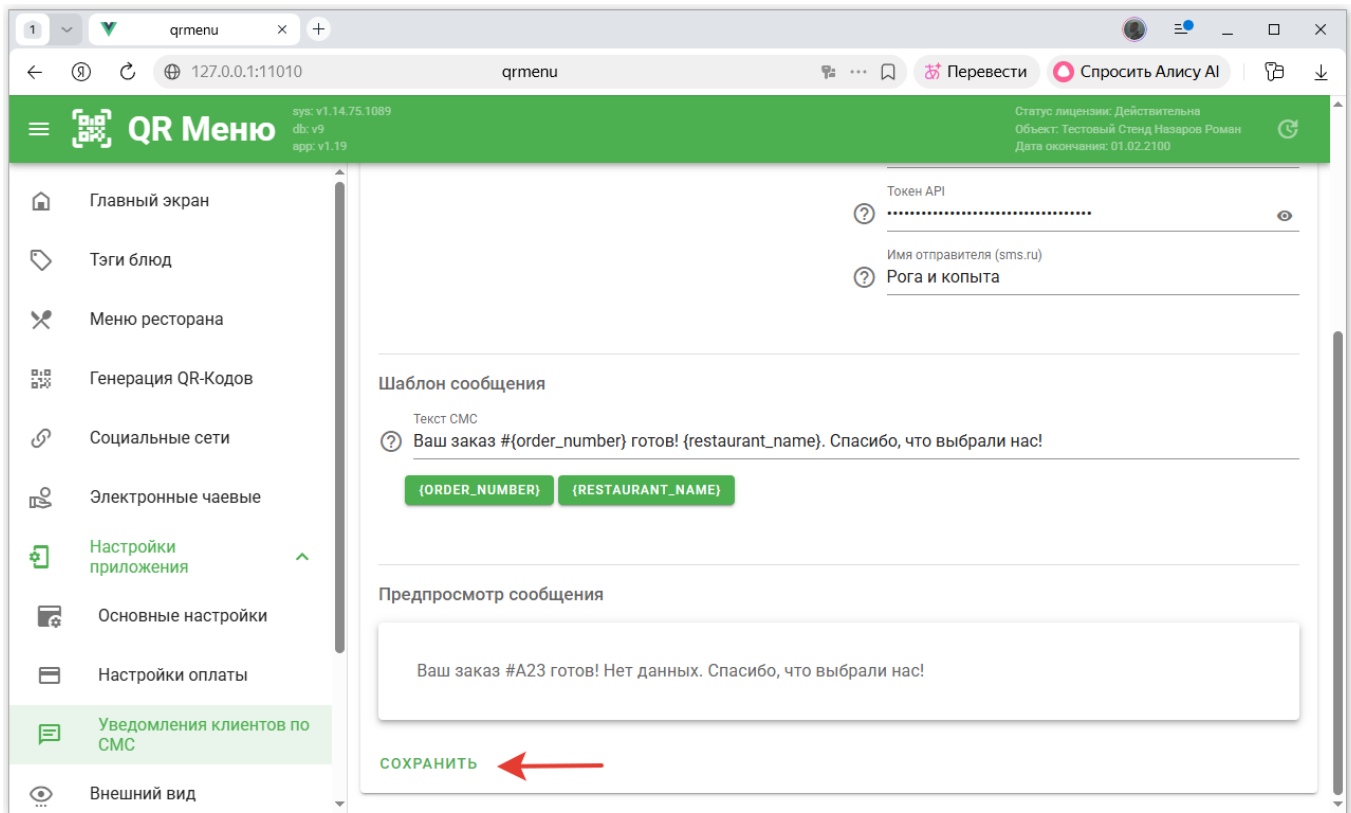 1
qrmenu
127.0.0.1:11010
qrmenu
Перевести
Спросить Алису AI
QR Меню
sys: v1.14.75.1089
db: v9
app: v1.19
Статус лицензии: Действительна
Объект: Тестовый Стенд Назаров Роман
Дата окончания: 01.02.2100
Главный экран
Тэги блюд
Меню ресторана
Генерация QR-Кодов
Социальные сети
Электронные чаевые
Настройки
приложения
Основные настройки
Настройки оплаты
Уведомления клиентов по
СМС
Внешний вид
Токен API
••••••••••••••••••••••••••••••••••••
Имя отправителя (sms.ru)
Рога и копыта
Шаблон сообщения
Текст СМС
Ваш заказ #{order_number} готов! {restaurant_name}. Спасибо, что выбрали нас!
{ORDER_NUMBER}
{RESTAURANT_NAME}
Предпросмотр сообщения
Ваш заказ #A23 готов! Нет данных. Спасибо, что выбрали нас!
СОХРАНИТЬ